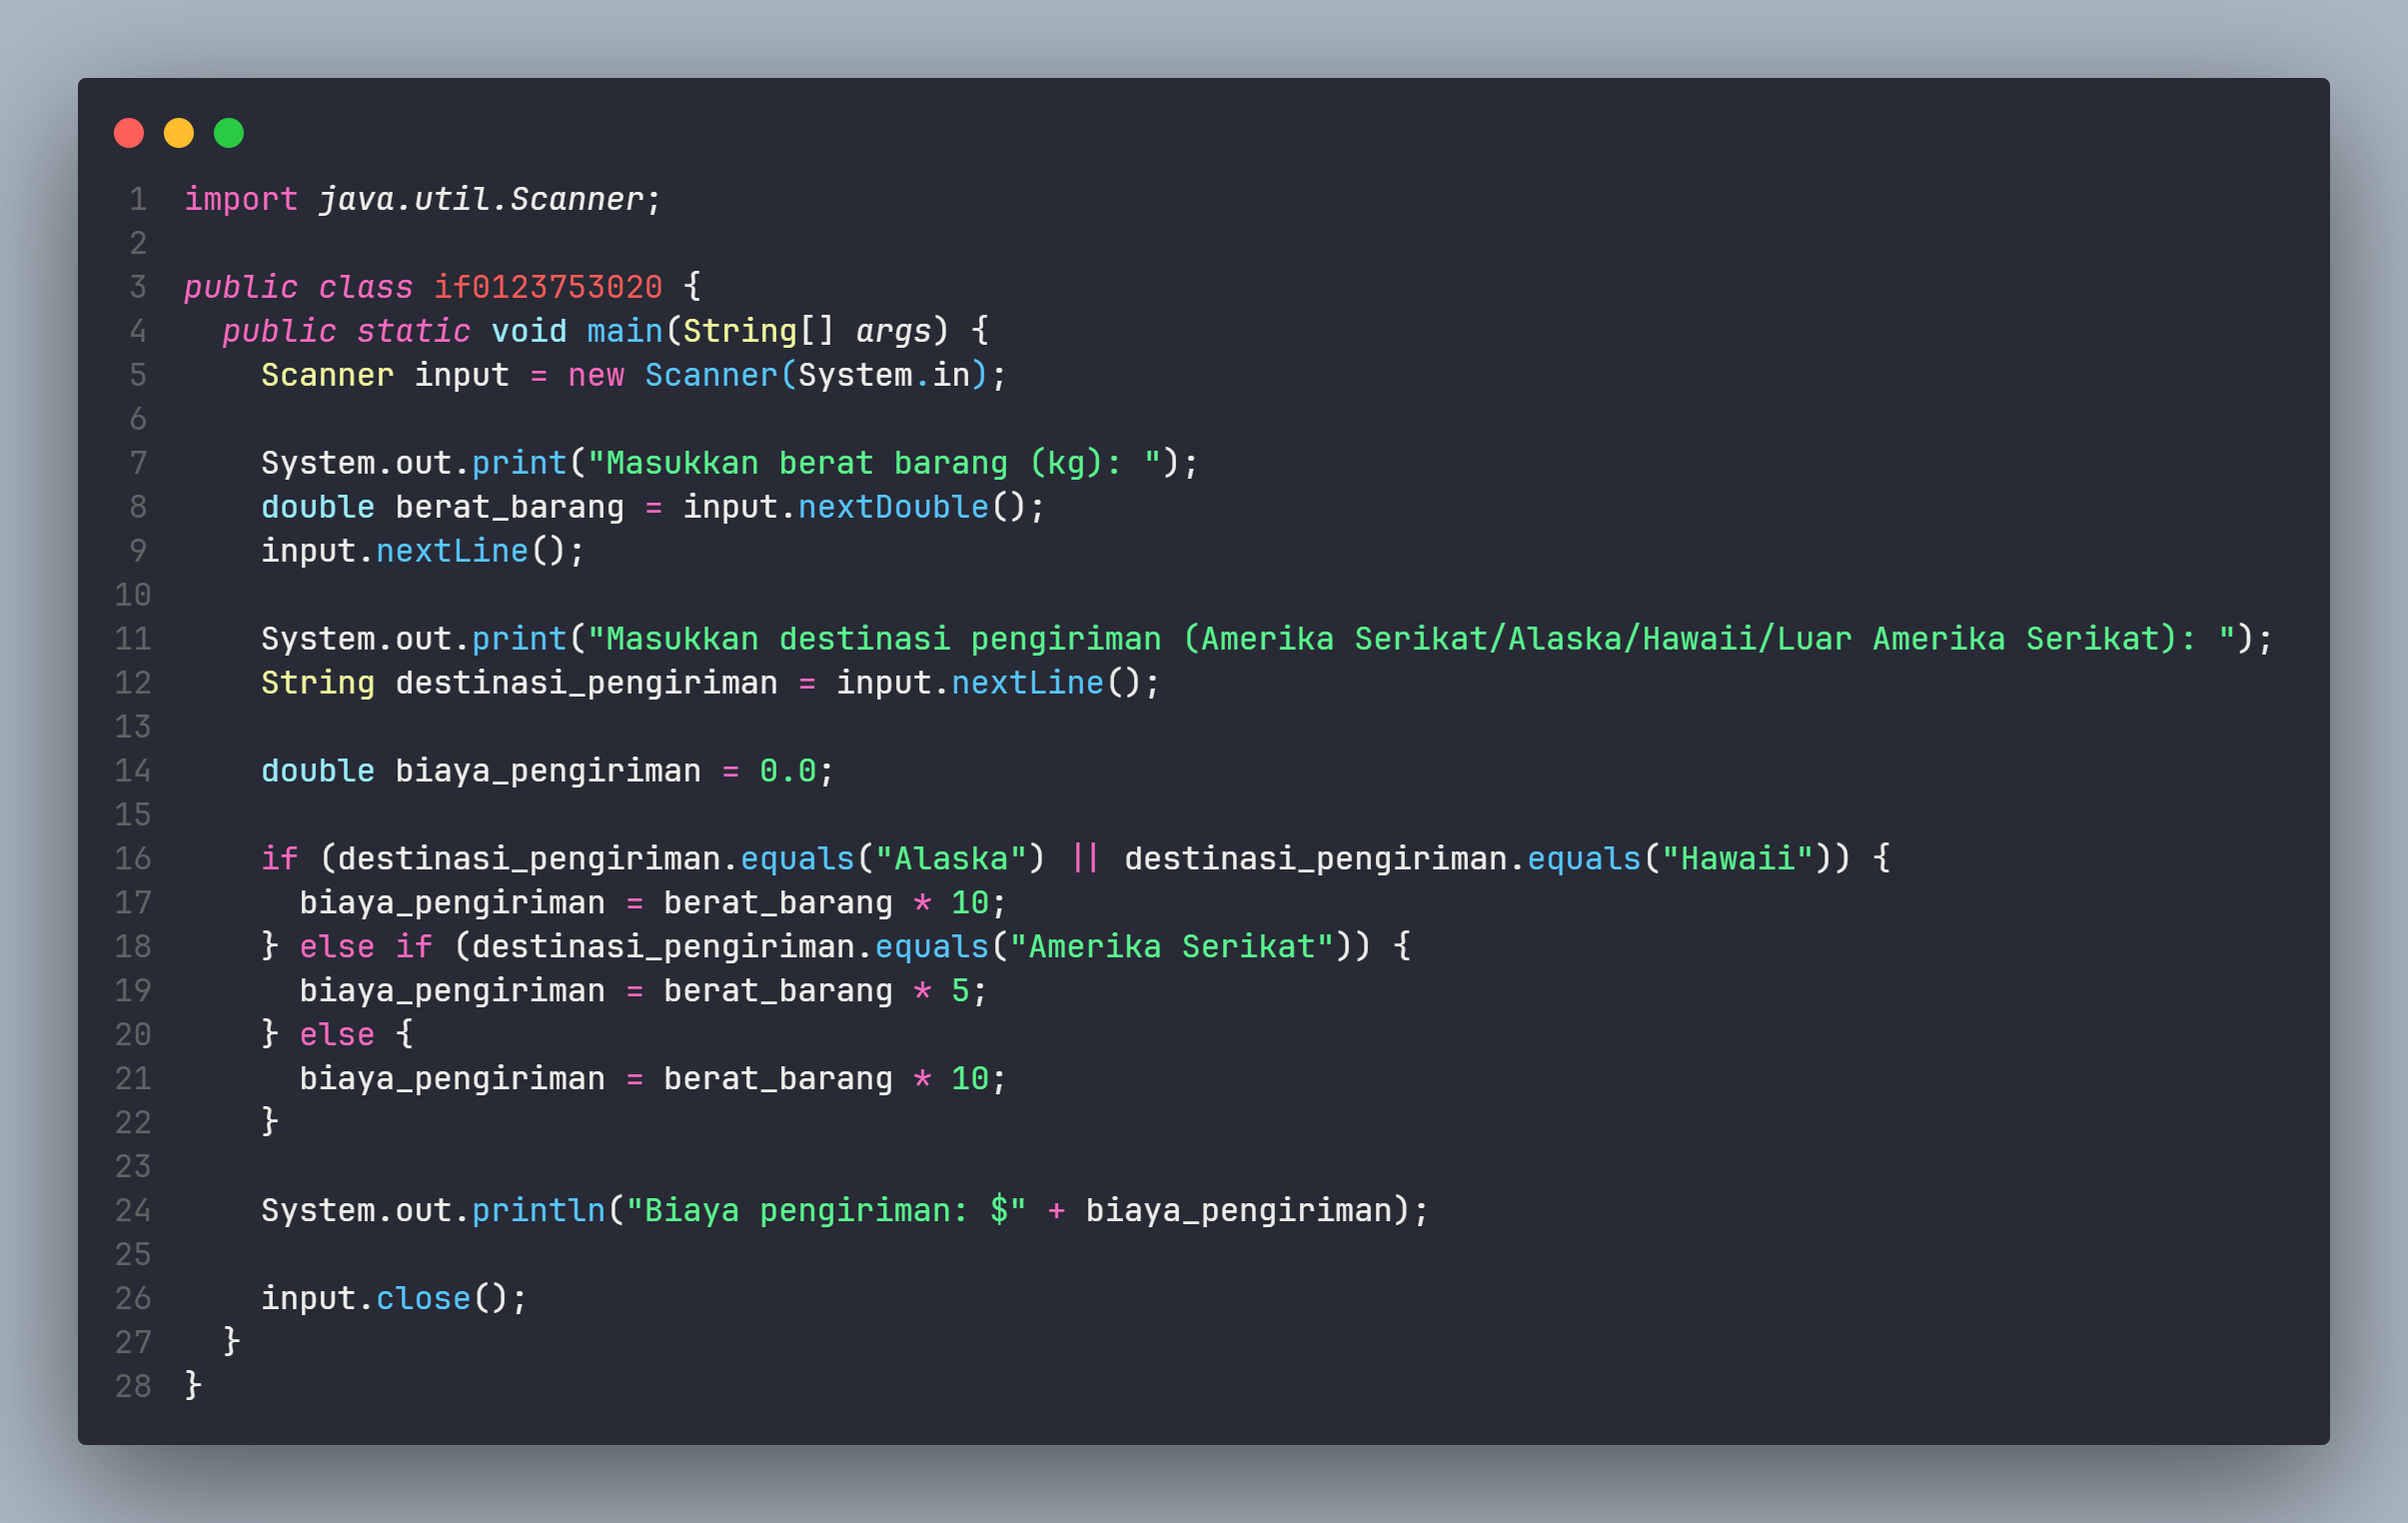 1 import java.util.Scanner;
2
3 public class if0123753020 {
4   public static void main(String[] args) {
5     Scanner input = new Scanner(System.in);
6
7     System.out.print("Masukkan berat barang (kg): ");
8     double berat_barang = input.nextDouble();
9     input.nextLine();
10
11     System.out.print("Masukkan destinasi pengiriman (Amerika Serikat/Alaska/Hawaii/Luar Amerika Serikat): ");
12     String destinasi_pengiriman = input.nextLine();
13
14     double biaya_pengiriman = 0.0;
15
16     if (destinasi_pengiriman.equals("Alaska") || destinasi_pengiriman.equals("Hawaii")) {
17       biaya_pengiriman = berat_barang * 10;
18     } else if (destinasi_pengiriman.equals("Amerika Serikat")) {
19       biaya_pengiriman = berat_barang * 5;
20     } else {
21       biaya_pengiriman = berat_barang * 10;
22     }
23
24     System.out.println("Biaya pengiriman: $" + biaya_pengiriman);
25
26     input.close();
27   }
28 }